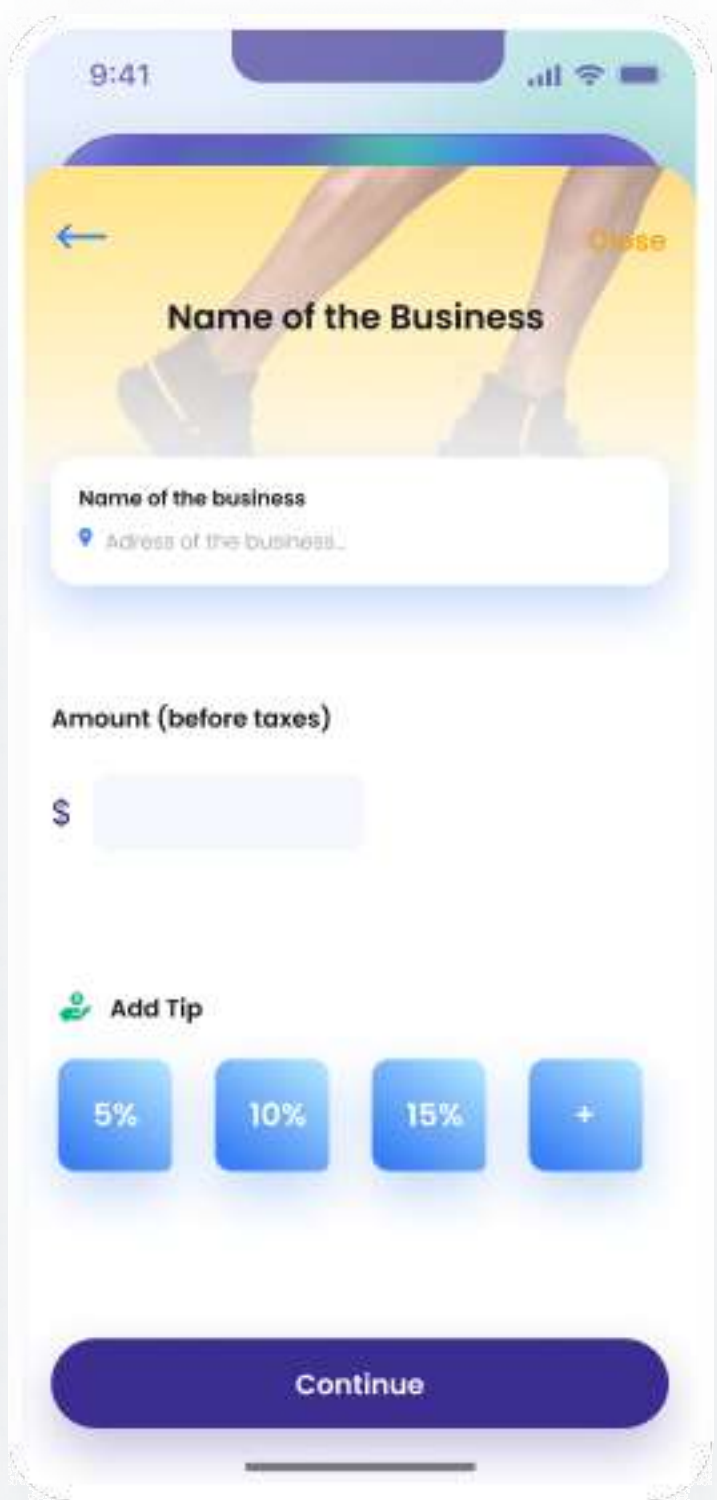 9:41
Close
Name of the Business
Name of the business
Adress of the business...
Amount (before taxes)
$
Add Tip
5%
10%
15%
+
Continue